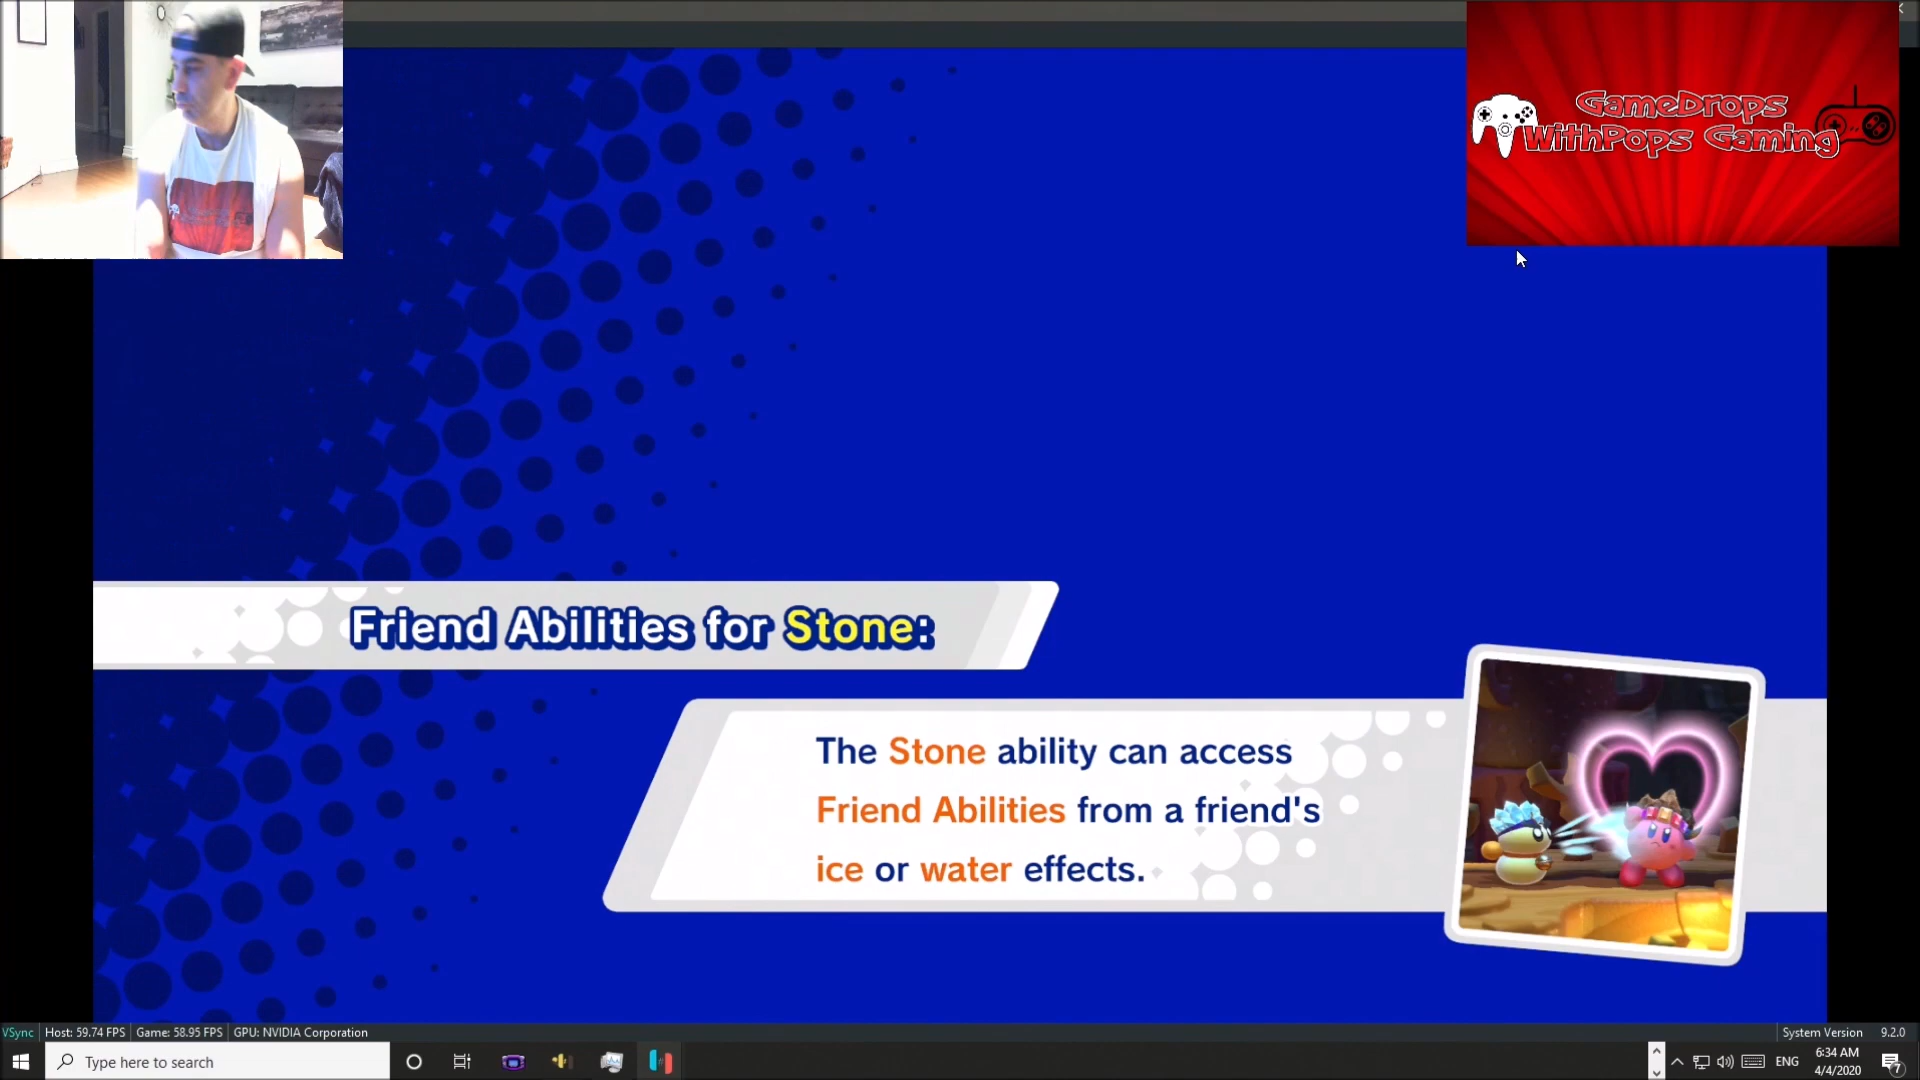 GameDrops
WithPops Gaming
Friend Abilities for Stone:
The Stone ability can access
Friend Abilities from a friend's
ice or water effects.
VSync Host: 59.74 FPS Game: 58.95 FPS GPU: NVIDIA Corporation System Version 9.2.0
Type here to search
ENG
6:34 AM
4/4/2020
7